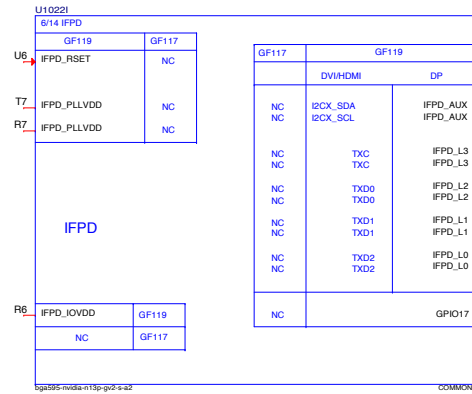 U1022I
6/14 IFPD
GF119 GF117
U6 IFPD_RSET NC
T7 IFPD_PLLVDD NC
R7 IFPD_PLLVDD NC
IFPD
R6 IFPD_IOVDD GF119
NC GF117
GF117 GF119
DVI/HDMI DP
NC I2CX_SDA IFPD_AUX
NC I2CX_SCL IFPD_AUX
NC TXC IFPD_L3
NC TXC IFPD_L3
NC TXD0 IFPD_L2
NC TXD0 IFPD_L2
NC TXD1 IFPD_L1
NC TXD1 IFPD_L1
NC TXD2 IFPD_L0
NC TXD2 IFPD_L0
NC GPIO17
bga595-nvidia-n13p-gv2-s-a2 COMMON